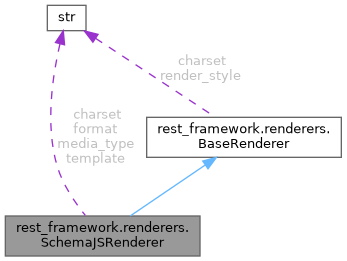 str
charset
render_style
charset
format
media_type
template
rest_framework.renderers.
BaseRenderer
rest_framework.renderers.
SchemaJSRenderer